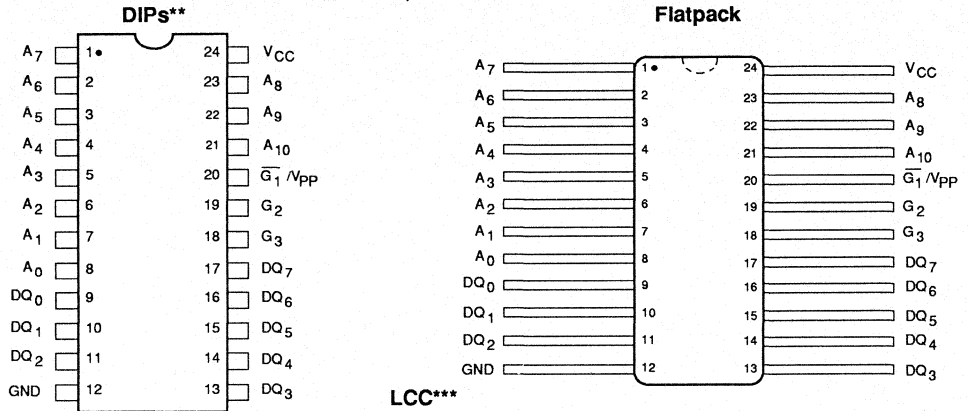 DIPs**
A7 1 24 VCC
A6 2 23 A8
A5 3 22 A9
A4 4 21 A10
A3 5 20 G̅1̅/VPP
A2 6 19 G2
A1 7 18 G3
A0 8 17 DQ7
DQ0 9 16 DQ6
DQ1 10 15 DQ5
DQ2 11 14 DQ4
GND 12 13 DQ3
Flatpack
A7 1 24 VCC
A6 2 23 A8
A5 3 22 A9
A4 4 21 A10
A3 5 20 G̅1̅/VPP
A2 6 19 G2
A1 7 18 G3
A0 8 17 DQ7
DQ0 9 16 DQ6
DQ1 10 15 DQ5
DQ2 11 14 DQ4
GND 12 13 DQ3
LCC***